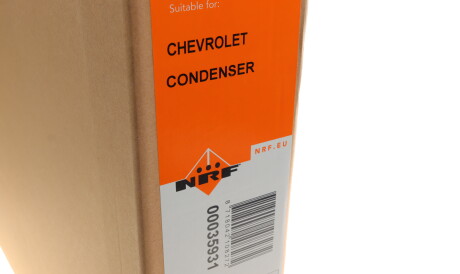 Suitable for:
CHEVROLET
CONDENSER
NRF.EU
NRF
00035931